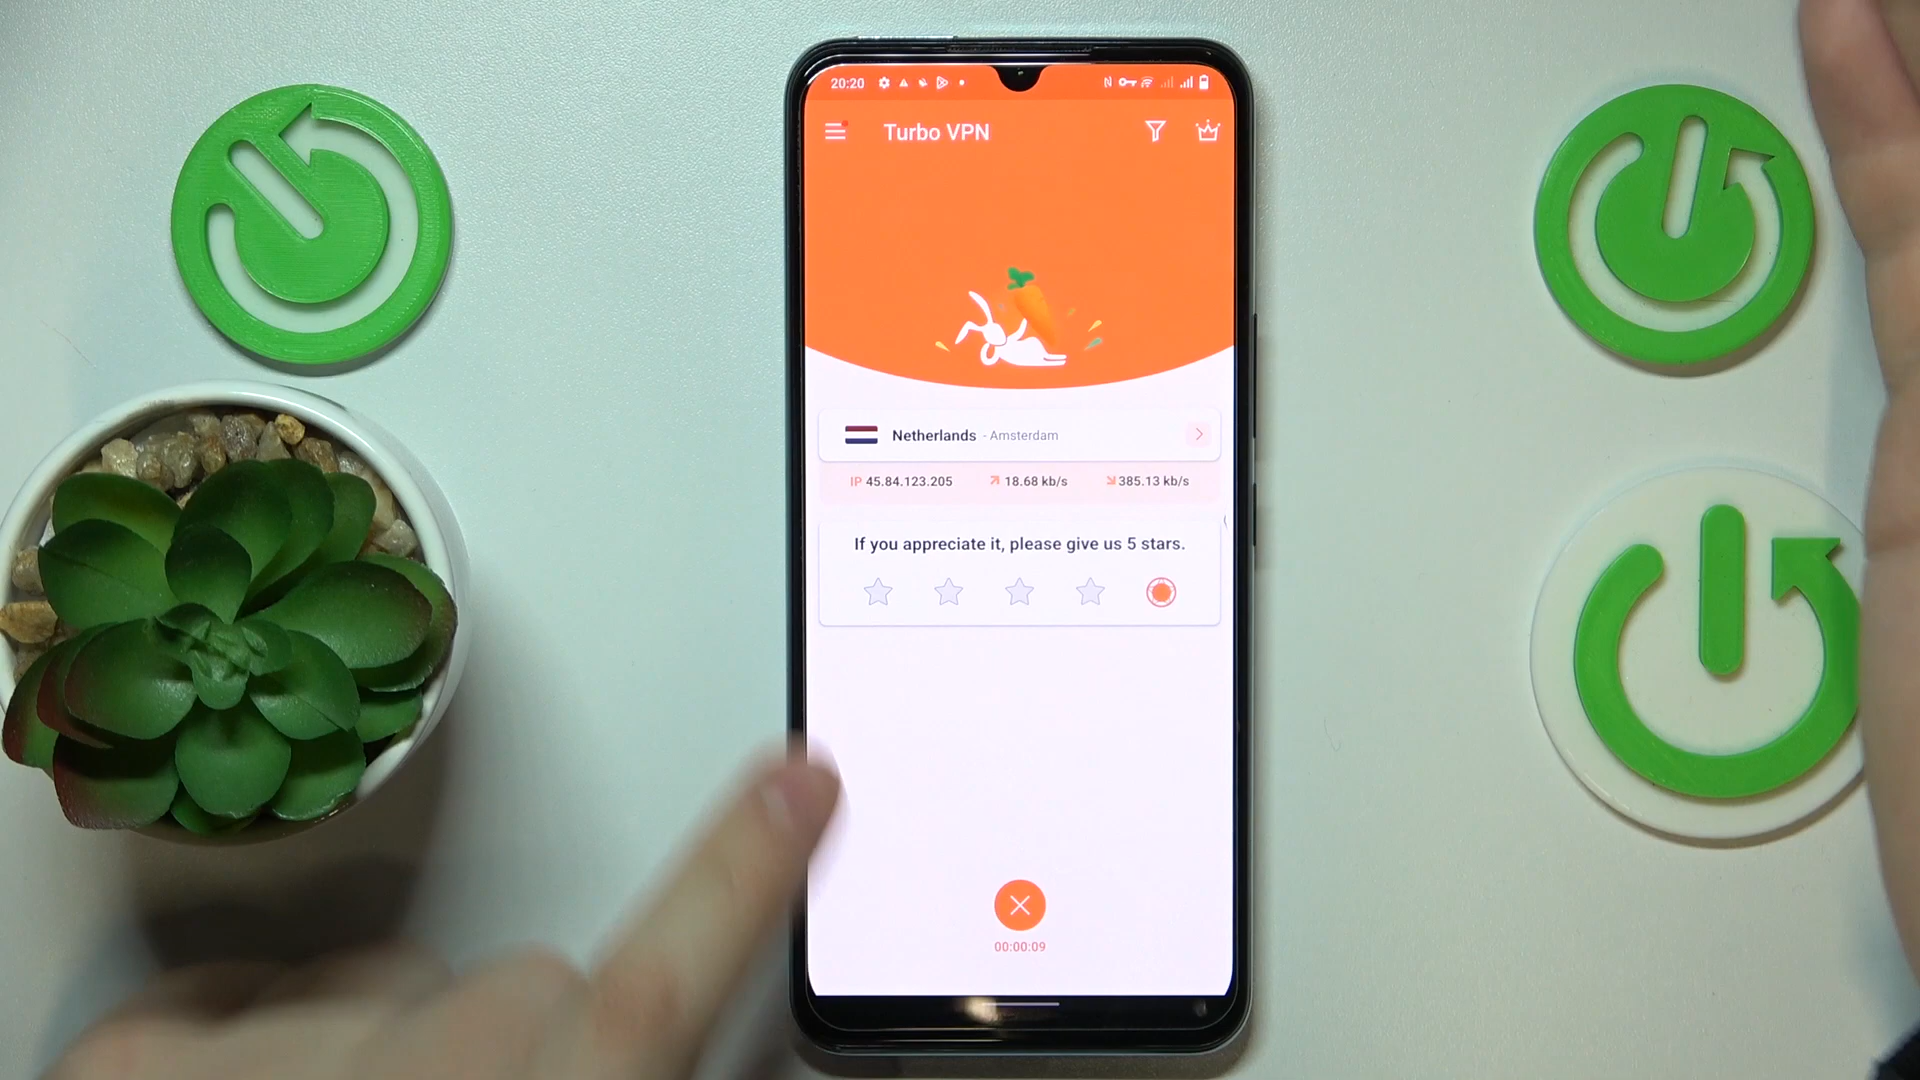 20:20
Turbo VPN
Netherlands - Amsterdam
IP 45.84.123.205 18.68 kb/s 385.13 kb/s
If you appreciate it, please give us 5 stars.
00:00:09